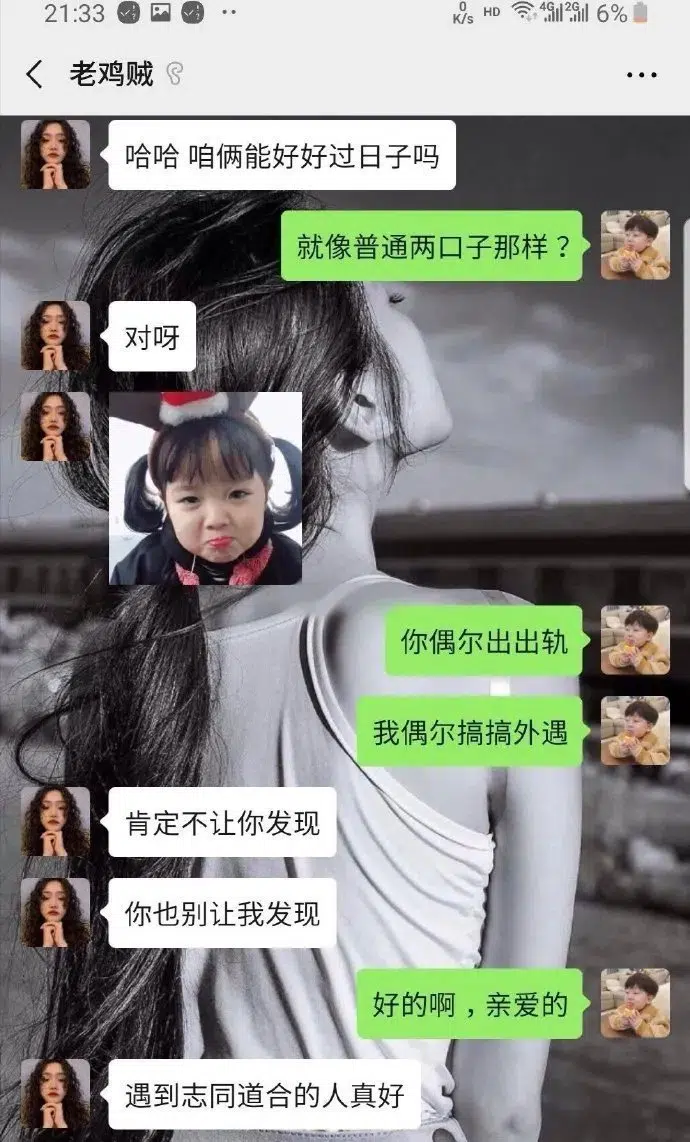 21:33
0 K/s HD 4G 2G 6%
老鸡贼
哈哈 咱俩能好好过日子吗
就像普通两口子那样？
对呀
你偶尔出出轨
我偶尔搞搞外遇
肯定不让你发现
你也别让我发现
好的啊，亲爱的
遇到志同道合的人真好